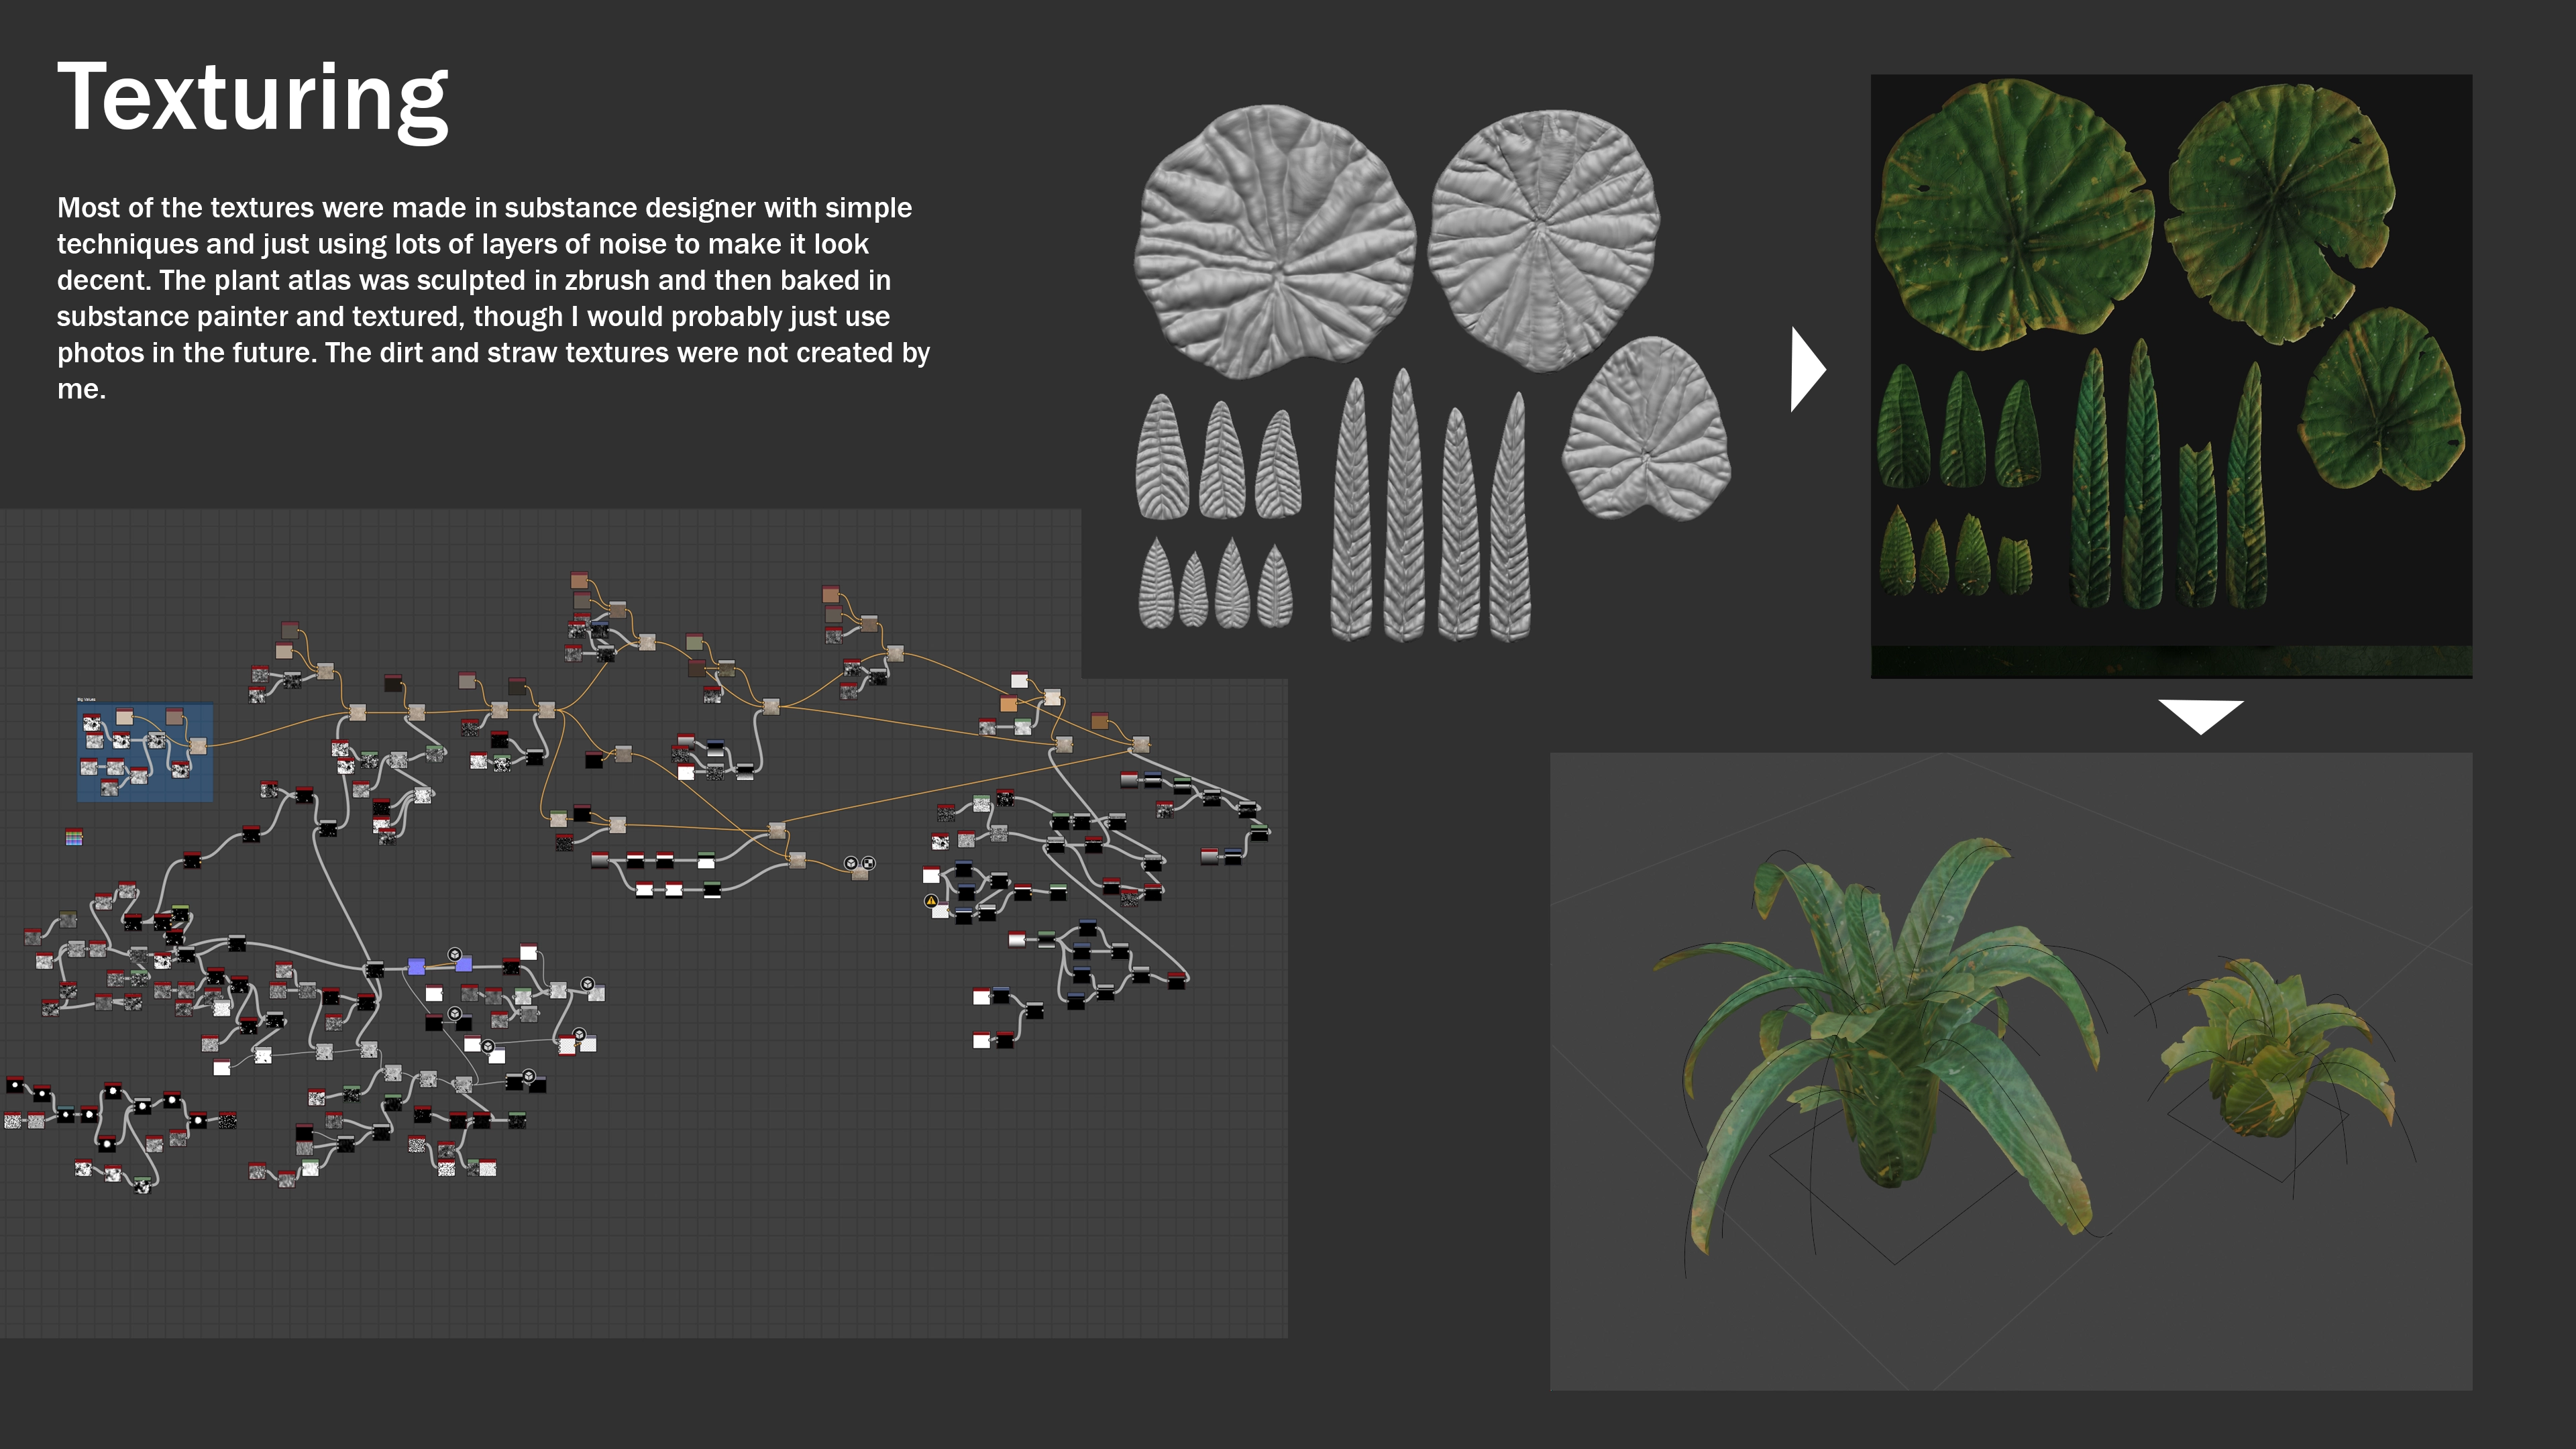 Texturing
Most of the textures were made in substance designer with simple
techniques and just using lots of layers of noise to make it look
decent. The plant atlas was sculpted in zbrush and then baked in
substance painter and textured, though I would probably just use
photos in the future. The dirt and straw textures were not created by
me.
Big Values